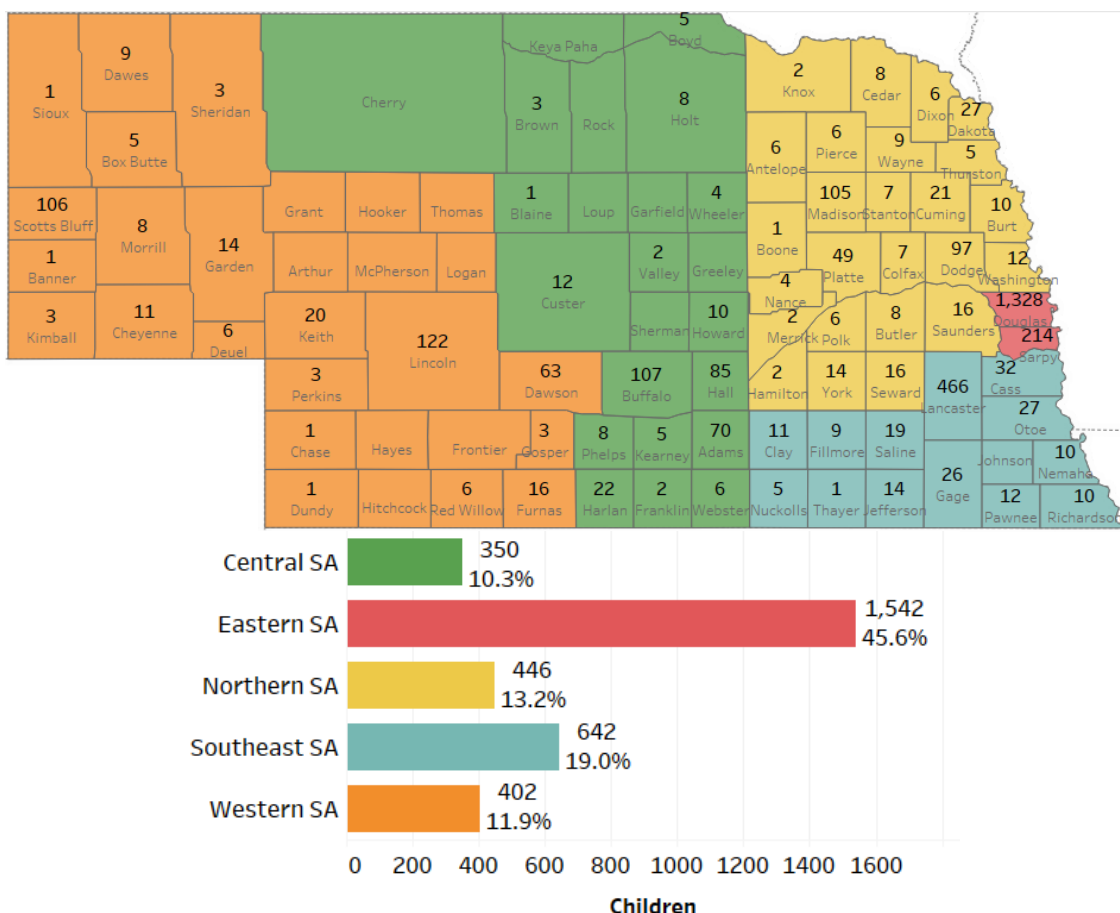 1
Sioux
9
Dawes
3
Sheridan
5
Box Butte
Cherry
Keya Paha
5
Boyd
3
Brown
Rock
8
Holt
2
Knox
8
Cedar
6
Dixon
27
Dakota
6
Antelope
6
Pierce
9
Wayne
5
Thurston
106
Scotts Bluff
8
Morrill
14
Garden
Grant
Hooker
Thomas
1
Blaine
Loup
Garfield
4
Wheeler
105
Madison
7
Stanton
21
Cuming
10
Burt
1
Banner
Arthur
McPherson
Logan
12
Custer
2
Valley
Greeley
1
Boone
49
Platte
7
Colfax
97
Dodge
12
Washington
3
Kimball
11
Cheyenne
6
Deuel
20
Keith
122
Lincoln
Sherman
10
Howard
4
Nance
2
Merrick
6
Polk
8
Butler
16
Saunders
1,328
Douglas
214
Sarpy
3
Perkins
63
Dawson
107
Buffalo
85
Hall
2
Hamilton
14
York
16
Seward
466
Lancaster
32
Cass
27
Otoe
1
Chase
Hayes
Frontier
3
Gosper
8
Phelps
5
Kearney
70
Adams
11
Clay
9
Fillmore
19
Saline
26
Gage
Johnson
10
Nemaha
1
Dundy
Hitchcock
6
Red Willow
16
Furnas
22
Harlan
2
Franklin
6
Webster
5
Nuckolls
1
Thayer
14
Jefferson
12
Pawnee
10
Richardso
Central SA
350
10.3%
Eastern SA
1,542
45.6%
Northern SA
446
13.2%
Southeast SA
642
19.0%
Western SA
402
11.9%
0 200 400 600 800 1000 1200 1400 1600
Children